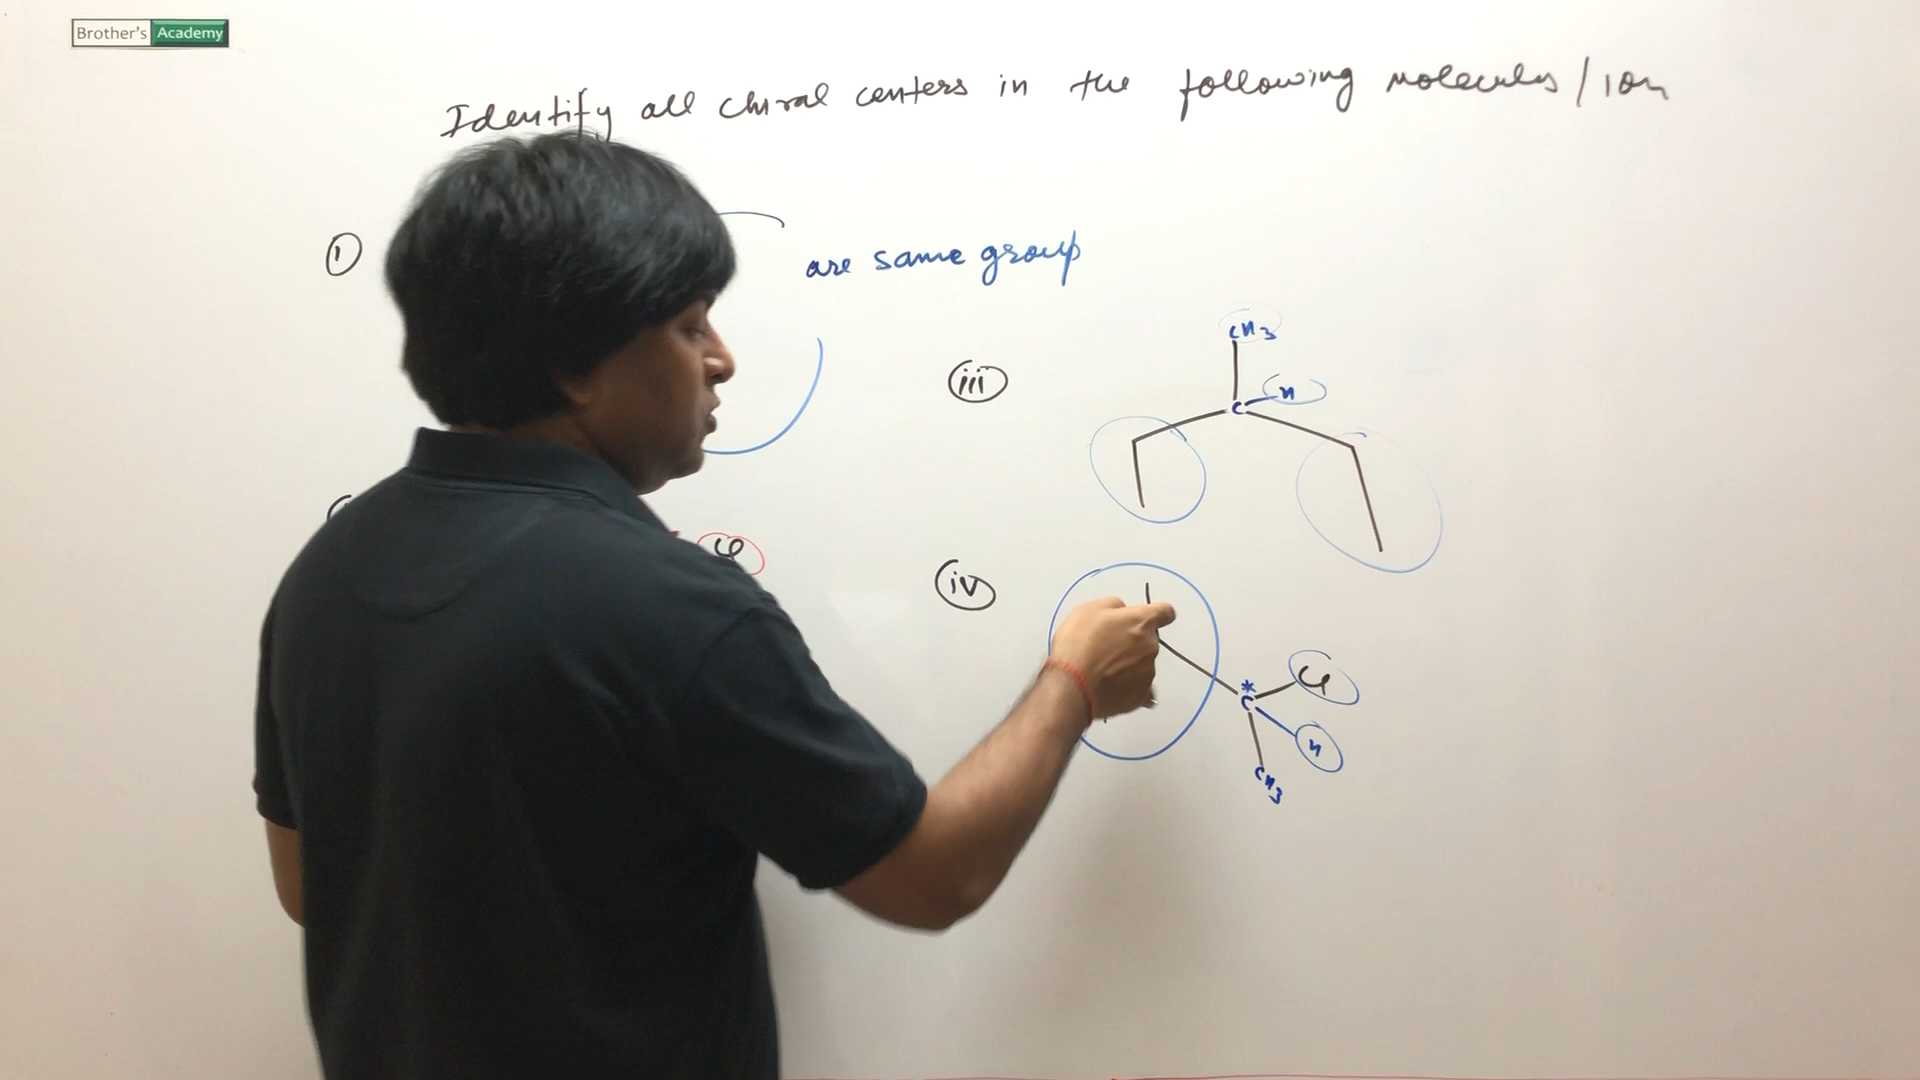 Brother's Academy
Identify all chiral centers in the following molecules / ion
①
are same group
CH3
iii
C
H
Cl
iv
Cl
*
C
H
CH3